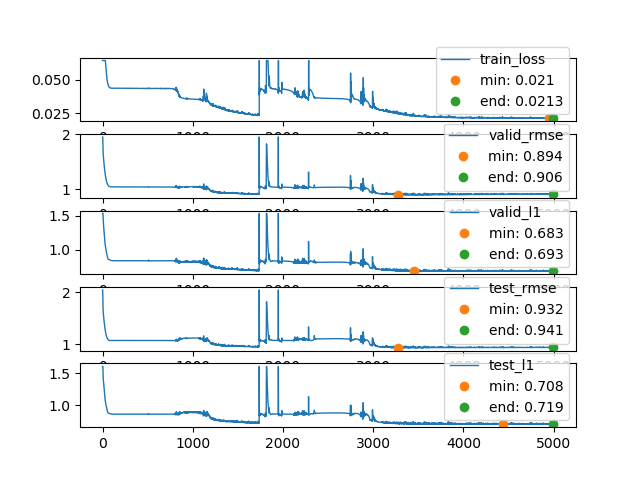 train_loss
min: 0.021
end: 0.0213
0.050
0.025
valid_rmse
min: 0.894
end: 0.906
2
1
valid_l1
min: 0.683
end: 0.693
1.5
1.0
test_rmse
min: 0.932
end: 0.941
2
1
test_l1
min: 0.708
end: 0.719
1.5
1.0
0 1000 2000 3000 4000 5000